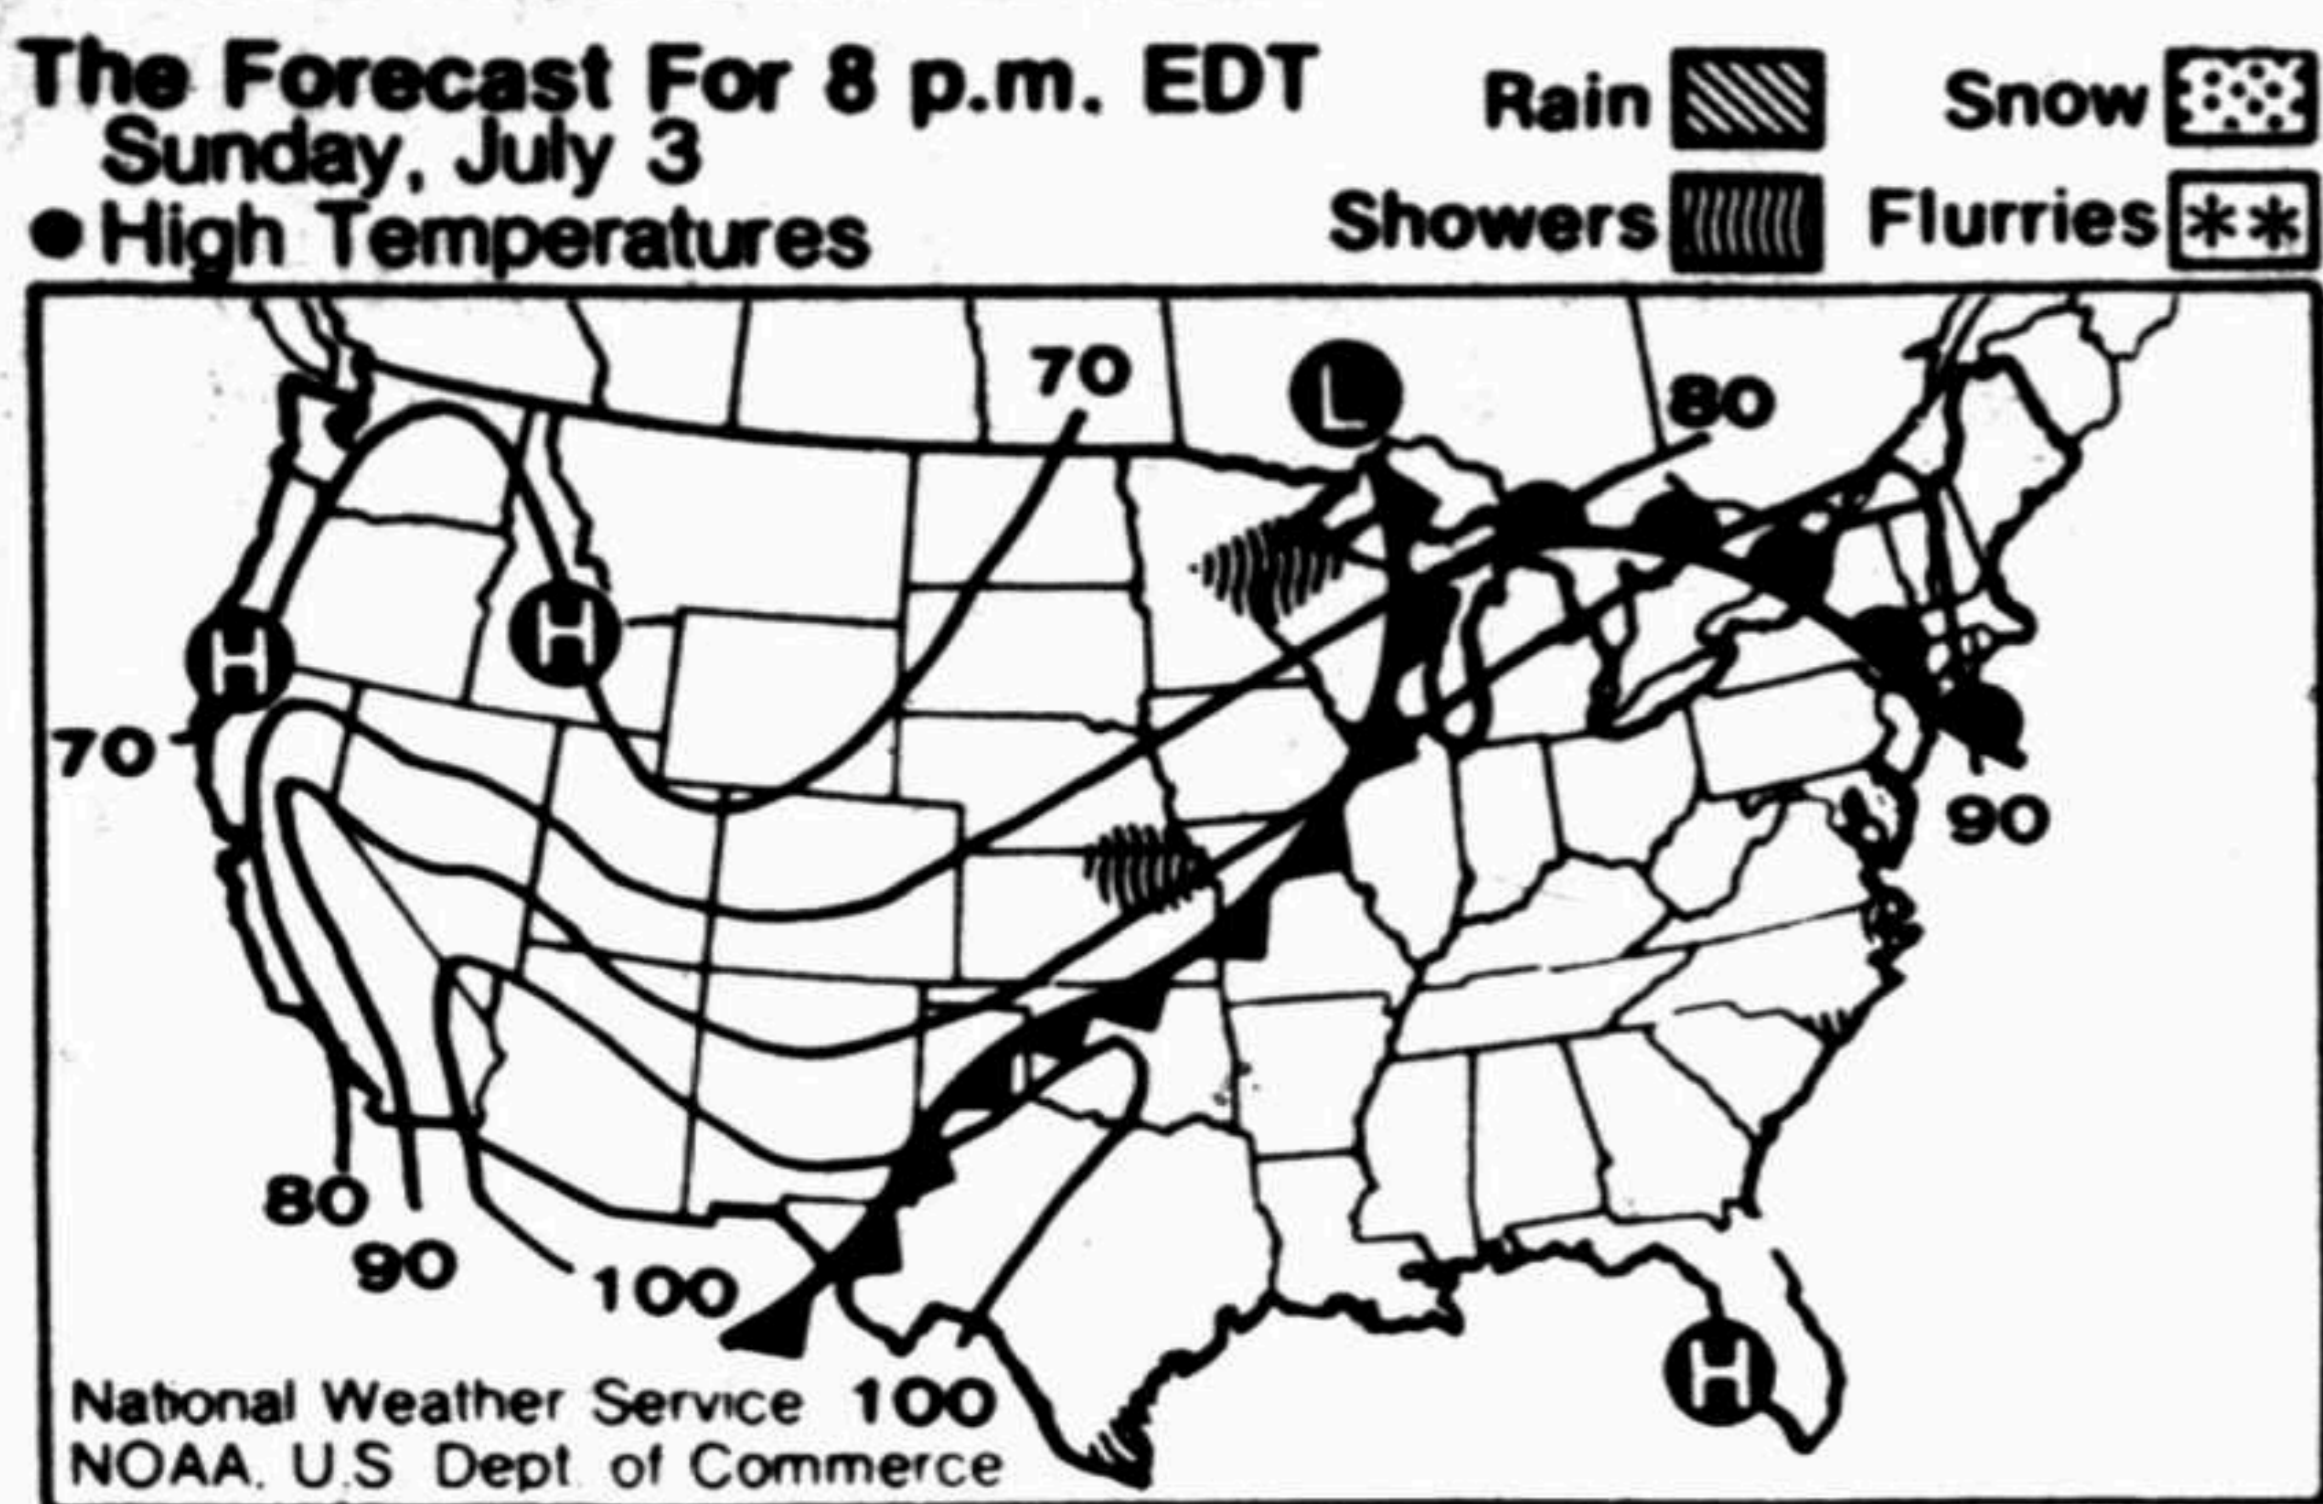 The Forecast For 8 p.m. EDT
Sunday, July 3
● High Temperatures
Rain
Snow
Showers
Flurries
70
L
80
H
H
70
90
80
90
100
H
National Weather Service 100
NOAA. U.S Dept of Commerce